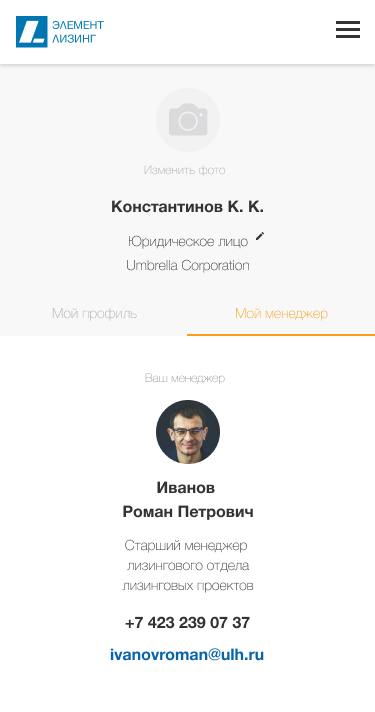 ЭЛЕМЕНТ
ЛИЗИНГ
Изменить фото
Константинов К. К.
Юридическое лицо
Umbrella Corporation
Мой профиль
Мой менеджер
Ваш менеджер
Иванов
Роман Петрович
Старший менеджер
лизингового отдела
лизинговых проектов
+7 423 239 07 37
ivanovroman@ulh.ru